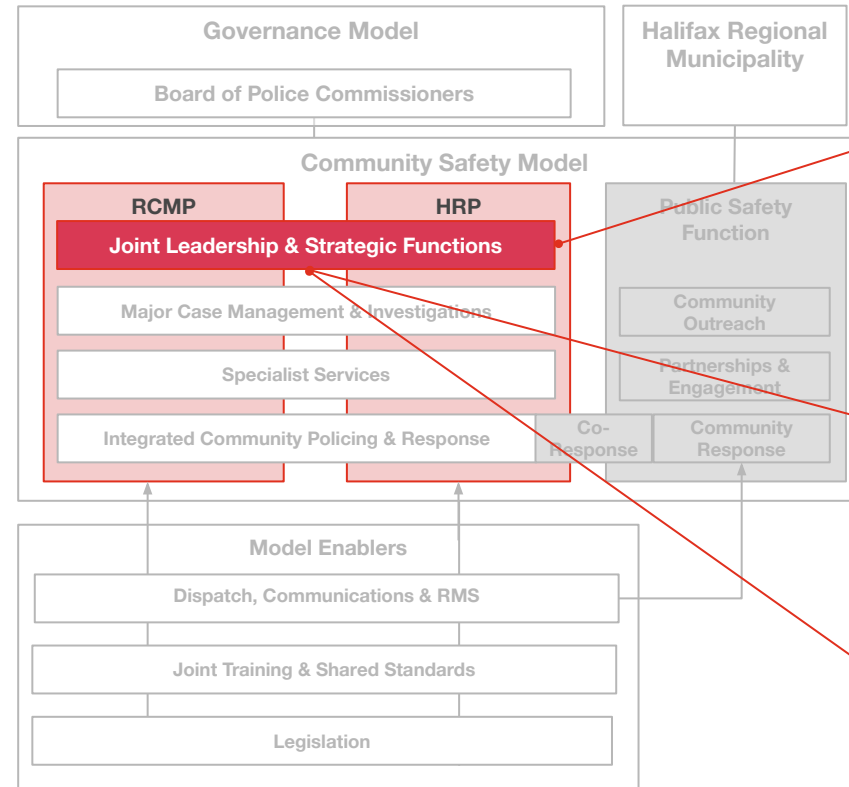 Governance Model
Board of Police Commissioners
Halifax Regional
Municipality
Community Safety Model
RCMP
HRP
Joint Leadership & Strategic Functions
Major Case Management & Investigations
Specialist Services
Integrated Community Policing & Response
Public Safety
Function
Community
Outreach
Partnerships &
Engagement
Co-
Response
Community
Response
Model Enablers
Dispatch, Communications & RMS
Joint Training & Shared Standards
Legislation